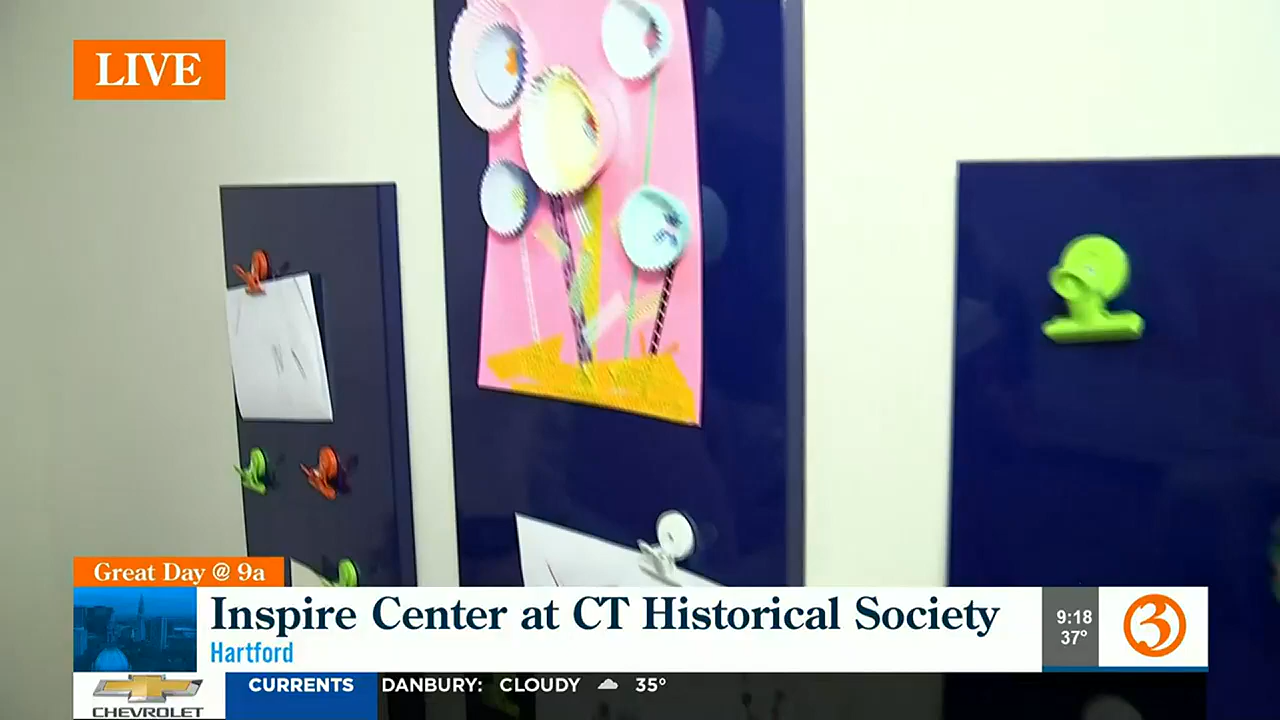 LIVE
Great Day @ 9a
Inspire Center at CT Historical Society
Hartford
9:18
37°
3
CHEVROLET
CURRENTS DANBURY: CLOUDY 35°